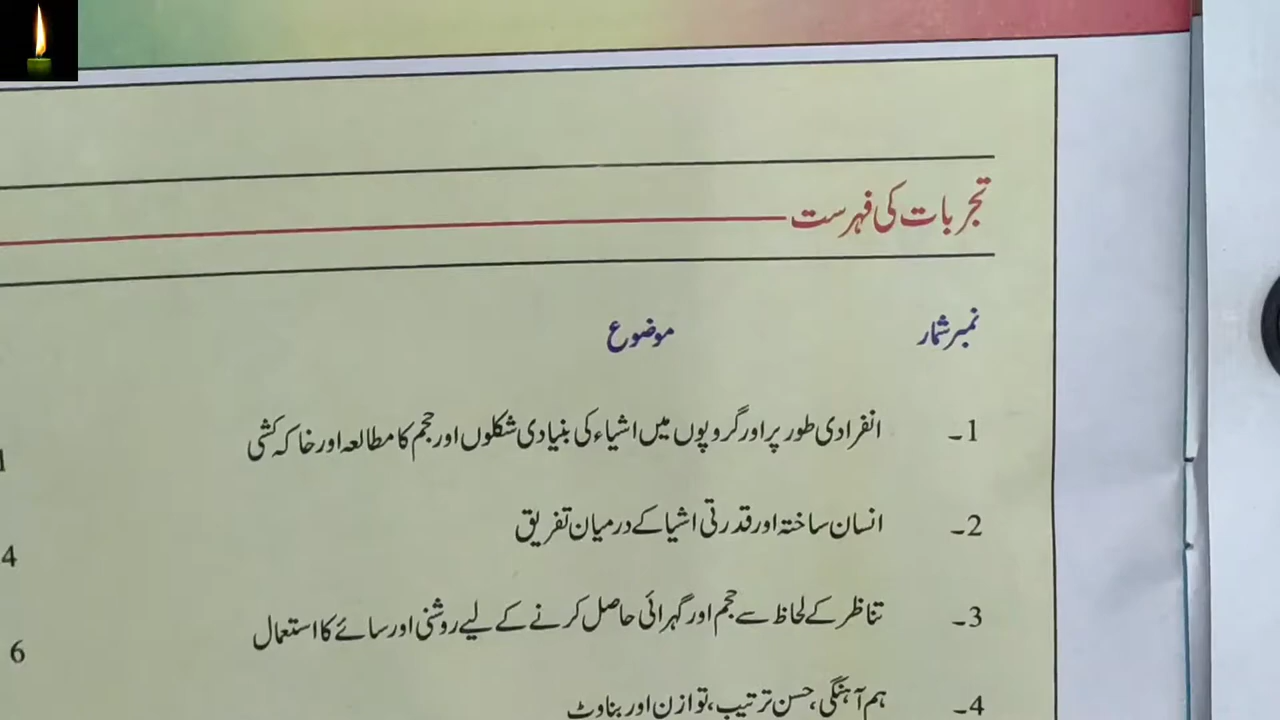 تجربات کی فہرست
نمبر شمار موضوع
1۔ انفرادی طور پر اور گروپوں میں اشیاء کی بنیادی شکلوں اور حجم کا مطالعہ اور خاکہ کشی 1
2۔ انسان ساختہ اور قدرتی اشیا کے درمیان تفریق 4
3۔ تناظر کے لحاظ سے حجم اور گہرائی حاصل کرنے کے لیے روشنی اور سائے کا استعمال 6
4۔ ہم آہنگی، حسن ترتیب، توازن اور بناوٹ